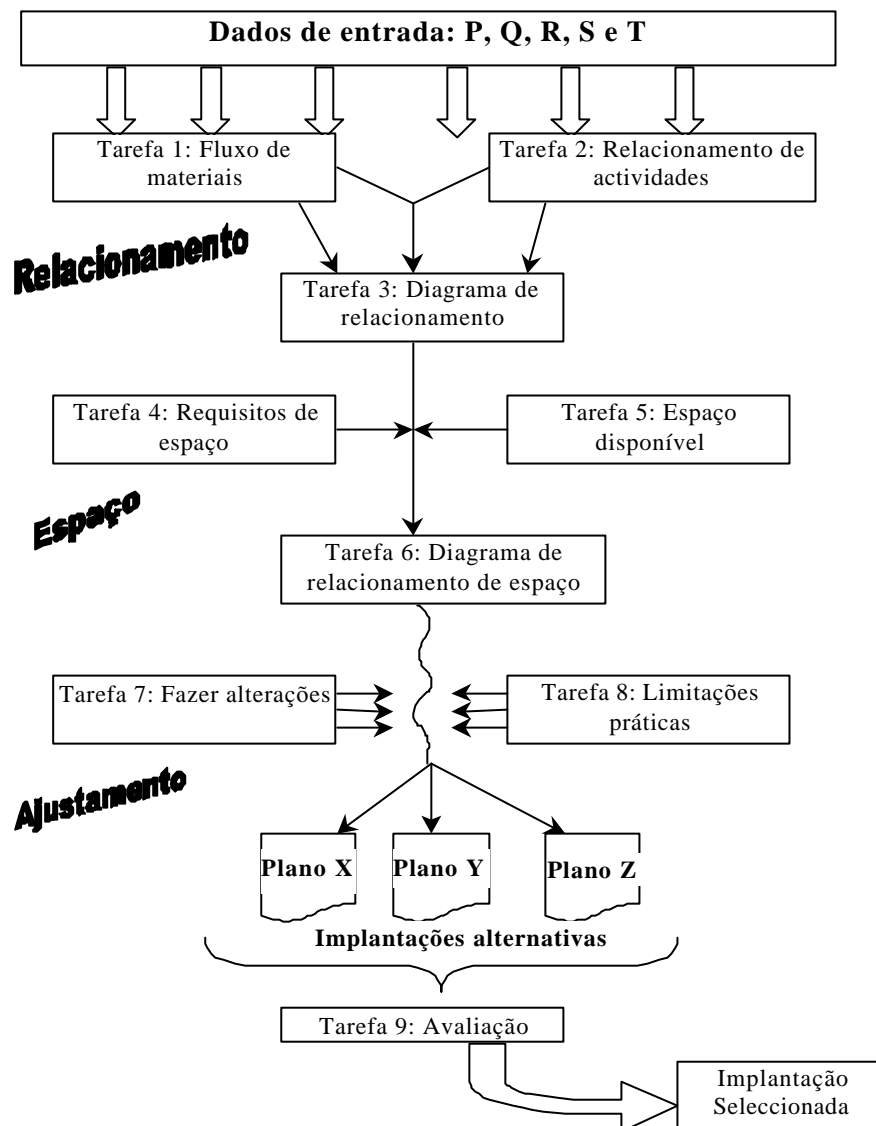 Dados de entrada: P, Q, R, S e T
Tarefa 1: Fluxo de
materiais
Tarefa 2: Relacionamento de
actividades
Relacionamento
Tarefa 3: Diagrama de
relacionamento
Tarefa 4: Requisitos de
espaço
Tarefa 5: Espaço
disponível
Espaço
Tarefa 6: Diagrama de
relacionamento de espaço
Tarefa 7: Fazer alterações
Tarefa 8: Limitações
práticas
Ajustamento
Plano X
Plano Y
Plano Z
Implantações alternativas
Tarefa 9: Avaliação
Implantação
Seleccionada